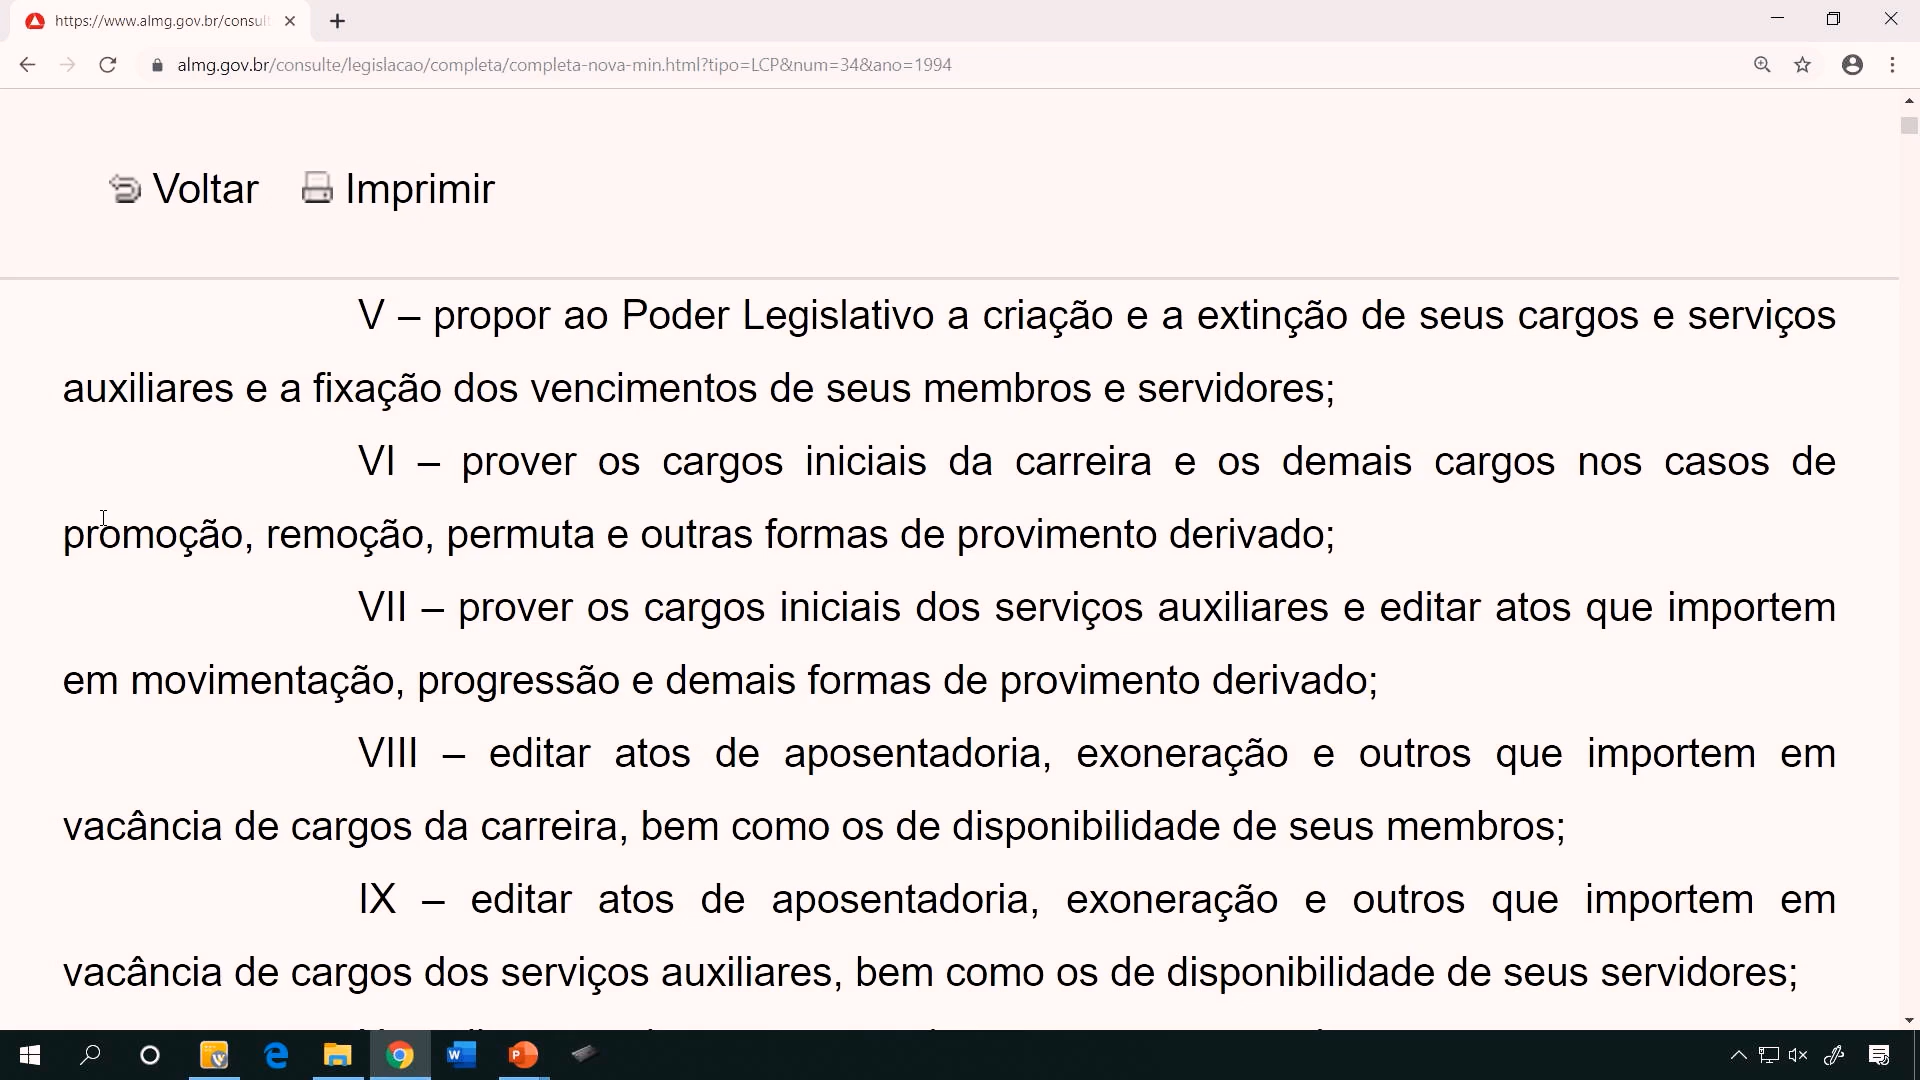 https://www.almg.gov.br/consul
almg.gov.br/consulte/legislacao/completa/completa-nova-min.html?tipo=LCP&num=34&ano=1994
Voltar Imprimir
V – propor ao Poder Legislativo a criação e a extinção de seus cargos e serviços
auxiliares e a fixação dos vencimentos de seus membros e servidores;
VI – prover os cargos iniciais da carreira e os demais cargos nos casos de
promoção, remoção, permuta e outras formas de provimento derivado;
VII – prover os cargos iniciais dos serviços auxiliares e editar atos que importem
em movimentação, progressão e demais formas de provimento derivado;
VIII – editar atos de aposentadoria, exoneração e outros que importem em
vacância de cargos da carreira, bem como os de disponibilidade de seus membros;
IX – editar atos de aposentadoria, exoneração e outros que importem em
vacância de cargos dos serviços auxiliares, bem como os de disponibilidade de seus servidores;